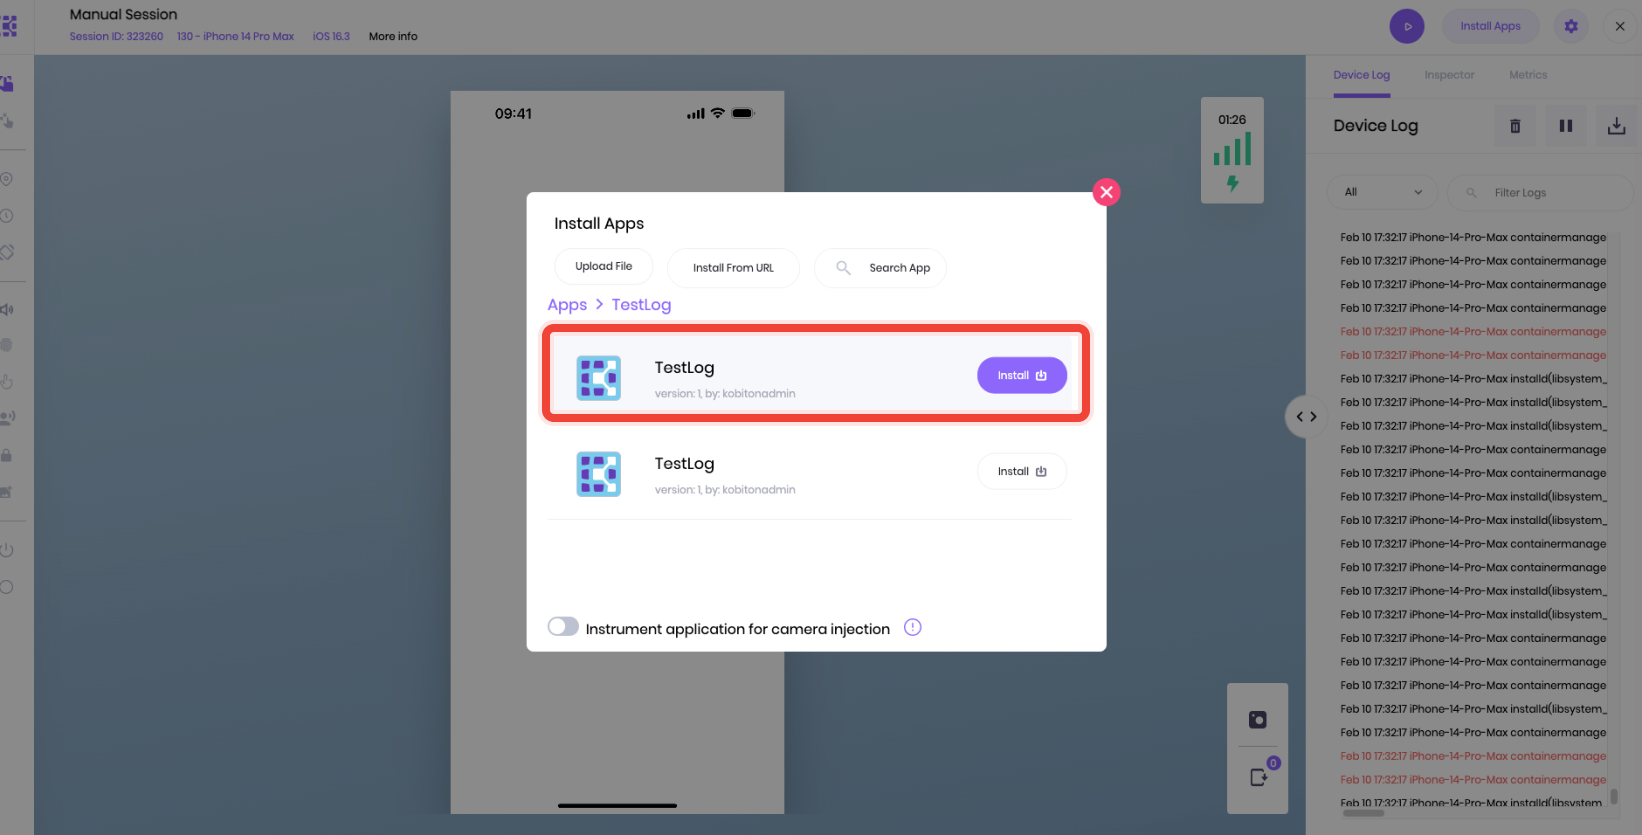 Manual Session
Session ID: 323260 130 - iPhone 14 Pro Max iOS 16.3 More info
Install Apps
09:41
01:26
Device Log Inspector Metrics
Device Log
All
Filter Logs
Install Apps
Upload File
Install From URL
Search App
Apps > TestLog
TestLog
version: 1, by: kobitonadmin
Install
TestLog
version: 1, by: kobitonadmin
Install
Instrument application for camera injection
0
Feb 10 17:32:17 iPhone-14-Pro-Max containermanage
Feb 10 17:32:17 iPhone-14-Pro-Max containermanage
Feb 10 17:32:17 iPhone-14-Pro-Max containermanage
Feb 10 17:32:17 iPhone-14-Pro-Max containermanage
Feb 10 17:32:17 iPhone-14-Pro-Max containermanage
Feb 10 17:32:17 iPhone-14-Pro-Max containermanage
Feb 10 17:32:17 iPhone-14-Pro-Max installd(libsystem_
Feb 10 17:32:17 iPhone-14-Pro-Max installd(libsystem_
Feb 10 17:32:17 iPhone-14-Pro-Max containermanage
Feb 10 17:32:17 iPhone-14-Pro-Max installd(libsystem_
Feb 10 17:32:17 iPhone-14-Pro-Max containermanage
Feb 10 17:32:17 iPhone-14-Pro-Max installd(libsystem_
Feb 10 17:32:17 iPhone-14-Pro-Max installd(libsystem_
Feb 10 17:32:17 iPhone-14-Pro-Max containermanage
Feb 10 17:32:17 iPhone-14-Pro-Max containermanage
Feb 10 17:32:17 iPhone-14-Pro-Max installd(libsystem_
Feb 10 17:32:17 iPhone-14-Pro-Max installd(libsystem_
Feb 10 17:32:17 iPhone-14-Pro-Max containermanage
Feb 10 17:32:17 iPhone-14-Pro-Max containermanage
Feb 10 17:32:17 iPhone-14-Pro-Max containermanage
Feb 10 17:32:17 iPhone-14-Pro-Max installd(libsystem_
Feb 10 17:32:17 iPhone-14-Pro-Max containermanage
Feb 10 17:32:17 iPhone-14-Pro-Max containermanage
Feb 10 17:32:17 iPhone-14-Pro-Max containermanage
Feb 10 17:32:17 iPhone-14-Pro-Max installd(libsystem